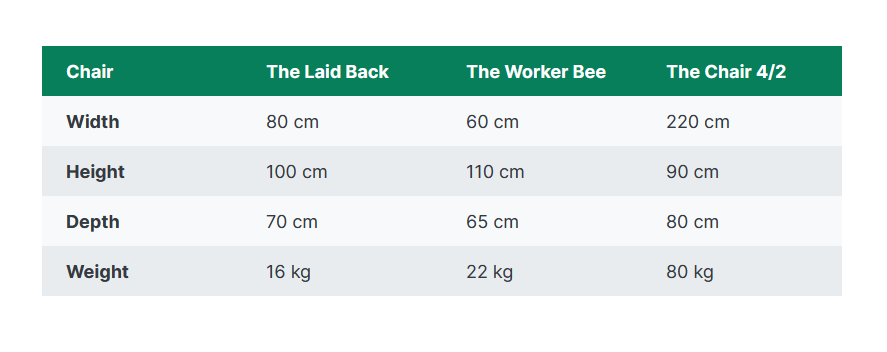 Chair The Laid Back The Worker Bee The Chair 4/2
Width 80 cm 60 cm 220 cm
Height 100 cm 110 cm 90 cm
Depth 70 cm 65 cm 80 cm
Weight 16 kg 22 kg 80 kg